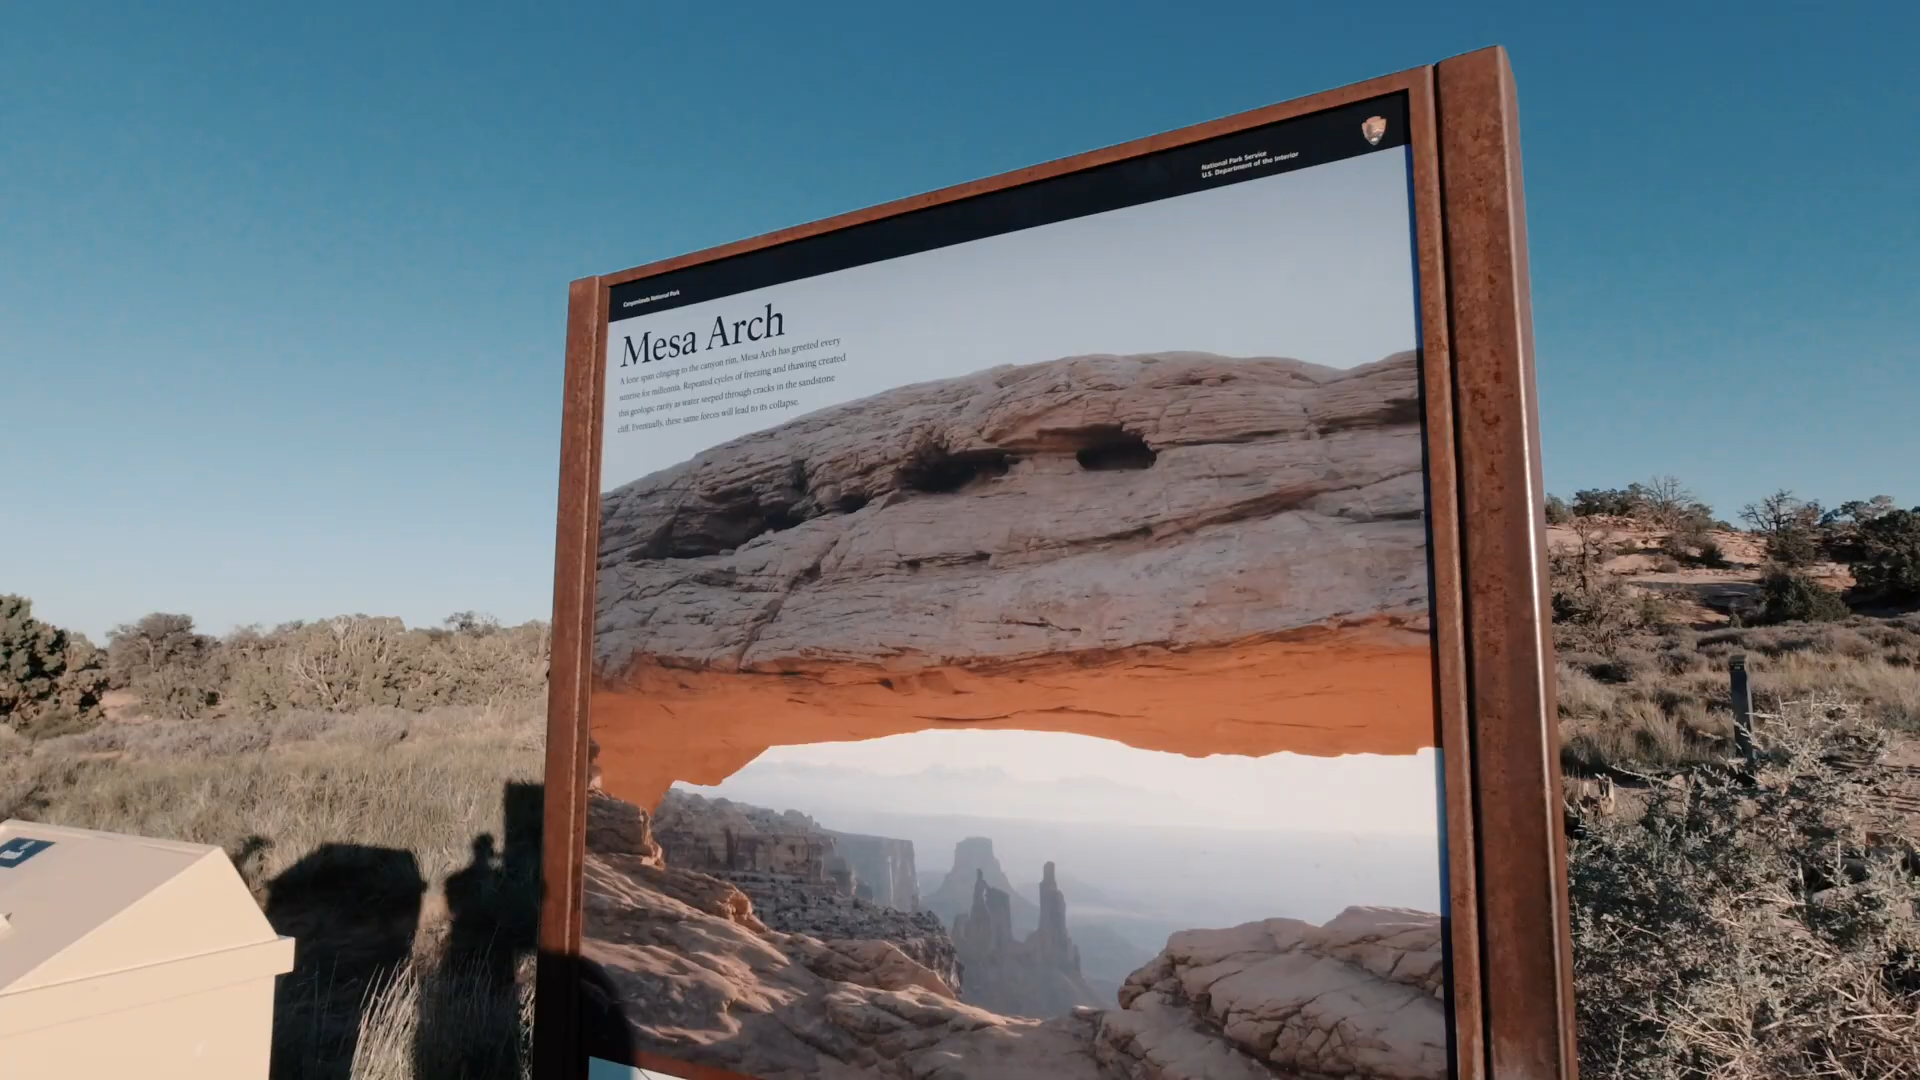 National Park Service
U.S. Department of the Interior
Canyonlands National Park
Mesa Arch
A lone span clinging to the canyon rim, Mesa Arch has greeted every
sunrise for millennia. Repeated cycles of freezing and thawing created
this geologic rarity as water seeped through cracks in the sandstone
cliff. Eventually, these same forces will lead to its collapse.